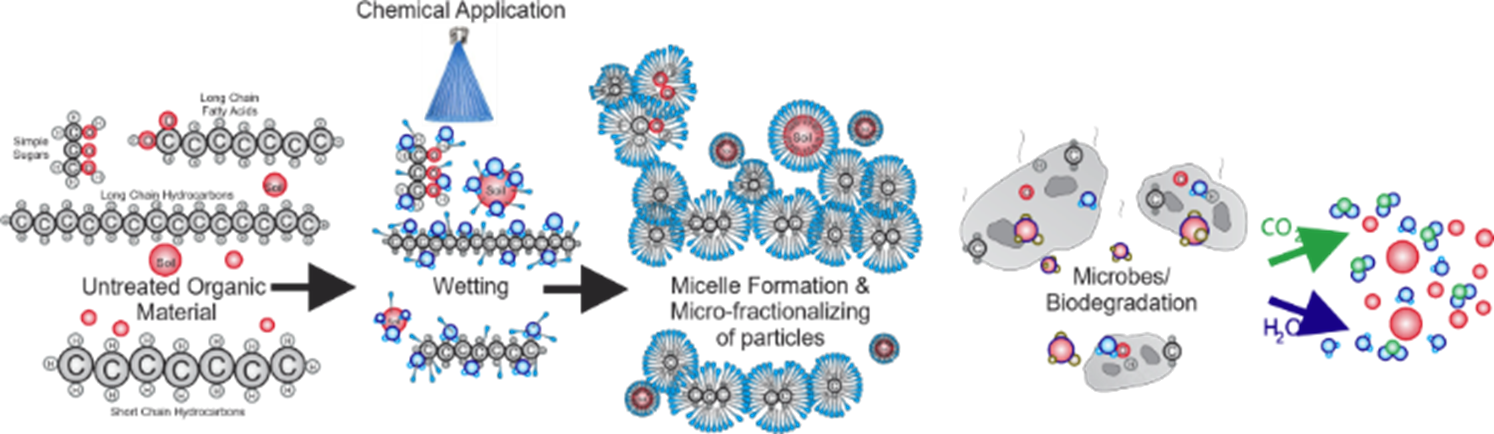 Chemical Application
Long Chain
Fatty Acids
Simple
Sugars
Soil
Long Chain Hydrocarbons
Soil
Untreated Organic
Material
Short Chain Hydrocarbons
Soil
Wetting
Soil
Micelle Formation &
Micro-fractionalizing
of particles
Microbes/
Biodegradation
CO2
H2O